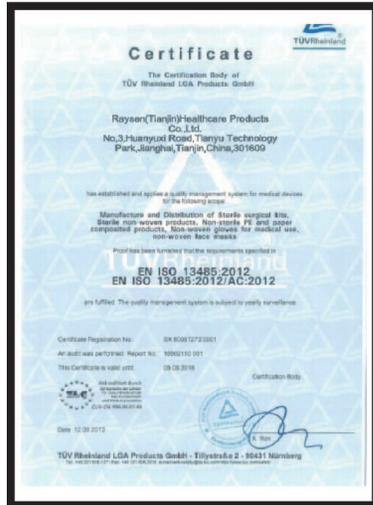 TÜVRheinland
Certificate
The Certification Body of
TÜV Rheinland LGA Products GmbH
Raysen(Tianjin)Healthcare Products
Co.,Ltd.
No,3,Huanyuxi Road,Tianyu Technology
Park,Jianghai,Tianjin,China,301609
has established and applies a quality management system for medical devices
for the following scope:
Manufacture and Distribution of Sterile surgical kits,
Sterile non-woven products, Non-sterile PE and paper
composited products, Non-woven gloves for medical use,
non-woven face masks
Proof has been furnished that the requirements specified in
EN ISO 13485:2012
EN ISO 13485:2012/AC:2012
are fulfilled. The quality management system is subject to yearly surveillance.
Certificate Registration No.:
An audit was performed. Report No.:
This Certificate is valid until:
Certification Body
Date
TÜV Rheinland LGA Products GmbH - Tillystraße 2 - 90431 Nürnberg